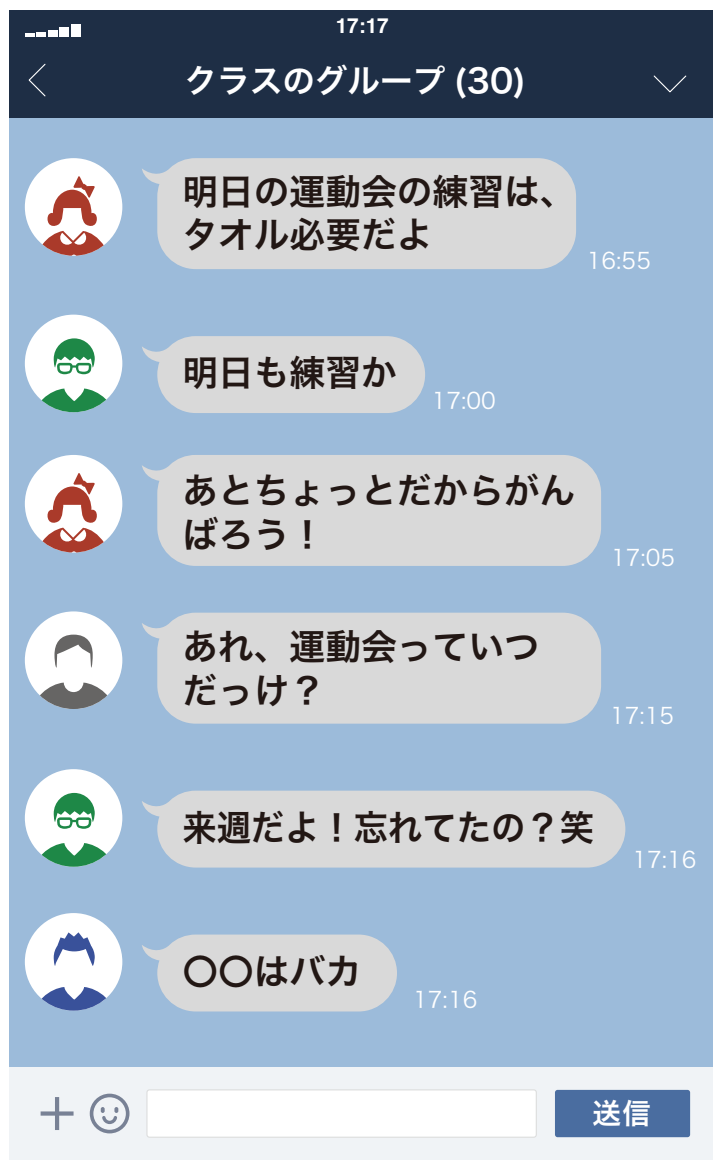 17:17
クラスのグループ (30)
明日の運動会の練習は、
タオル必要だよ
16:55
明日も練習か
17:00
あとちょっとだからがん
ばろう！
17:05
あれ、運動会っていつ
だっけ？
17:15
来週だよ！忘れてたの？笑
17:16
〇〇はバカ
17:16
送信